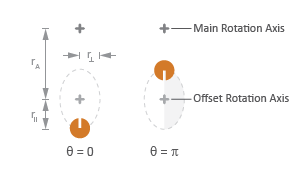 Main Rotation Axis
r⊥
rA
Offset Rotation Axis
r||
θ = 0
θ = π